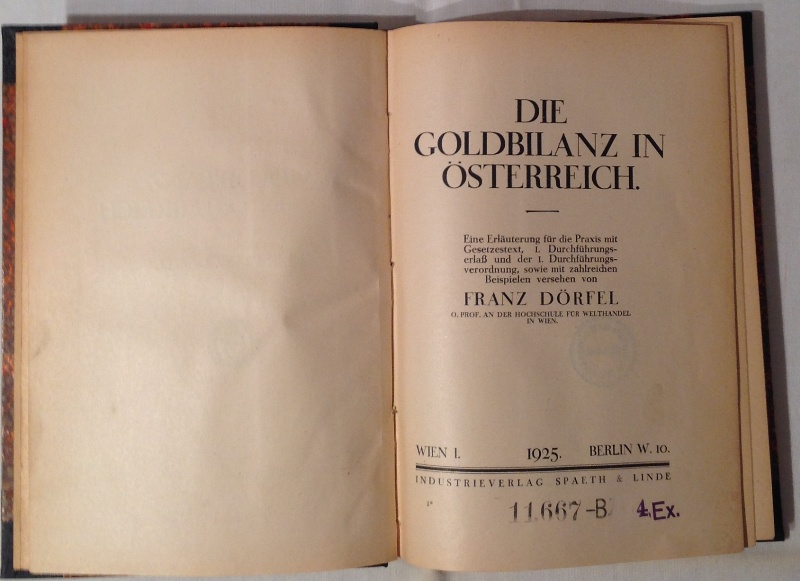 DIE
GOLDBILANZ IN
ÖSTERREICH.
Eine Erläuterung für die Praxis mit
Gesetzestext, 1. Durchführungs-
erlaß und der 1. Durchführungs-
verordnung, sowie mit zahlreichen
Beispielen versehen von
FRANZ DÖRFEL
O. PROF. AN DER HOCHSCHULE FÜR WELTHANDEL
IN WIEN.
WIEN I. 1925. BERLIN W. 10.
INDUSTRIEVERLAG SPAETH & LINDE
11.667-B 4.Ex.